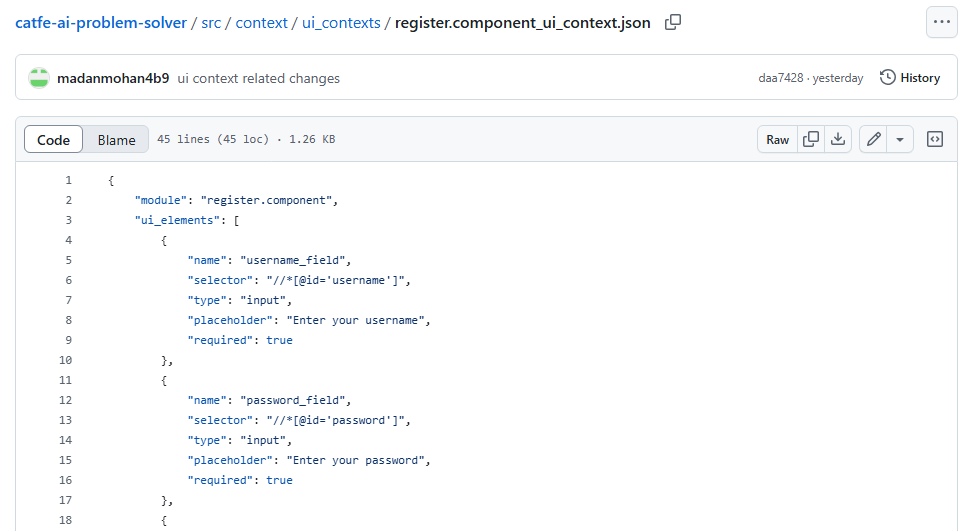 catfe-ai-problem-solver / src / context / ui_contexts / register.component_ui_context.json
madanmohan4b9 ui context related changes daa7428 · yesterday History
Code Blame 45 lines (45 loc) · 1.26 KB Raw
1 {
2 "module": "register.component",
3 "ui_elements": [
4 {
5 "name": "username_field",
6 "selector": "//*[@id='username']",
7 "type": "input",
8 "placeholder": "Enter your username",
9 "required": true
10 },
11 {
12 "name": "password_field",
13 "selector": "//*[@id='password']",
14 "type": "input",
15 "placeholder": "Enter your password",
16 "required": true
17 },
18 {